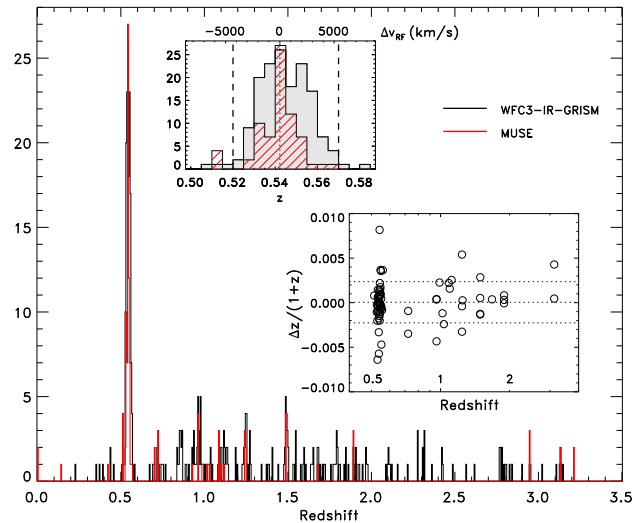 -5000 0 5000 Δv_RF (km/s)
25
20
15
10
5
0
0.50 0.52 0.54 0.56 0.58
z
WFC3-IR-GRISM
MUSE
0.010
0.005
0.000
-0.005
-0.010
Δz/(1+z)
0.5 1 2
Redshift
25
20
15
10
5
0
0.0 0.5 1.0 1.5 2.0 2.5 3.0 3.5
Redshift